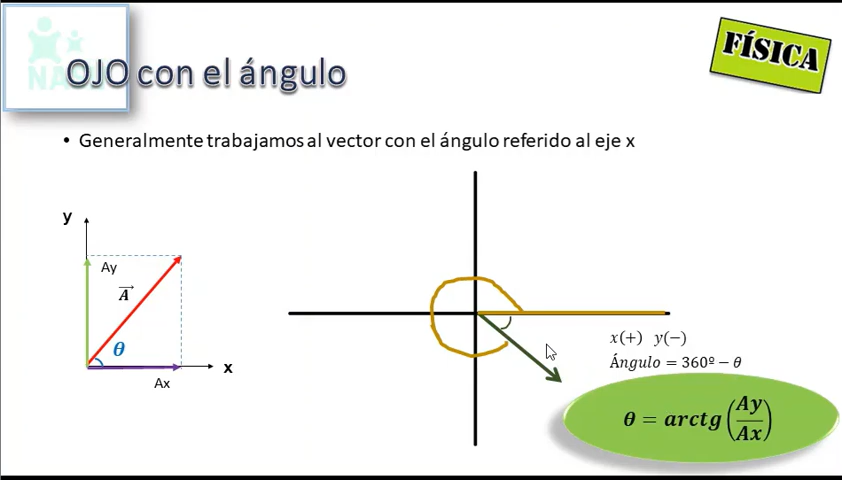 OJO con el ángulo
FÍSICA
• Generalmente trabajamos al vector con el ángulo referido al eje x
y
Ay
A
θ
x
Ax
x(+) y(−)
Ángulo = 360º − θ
θ = arctg(Ay/Ax)